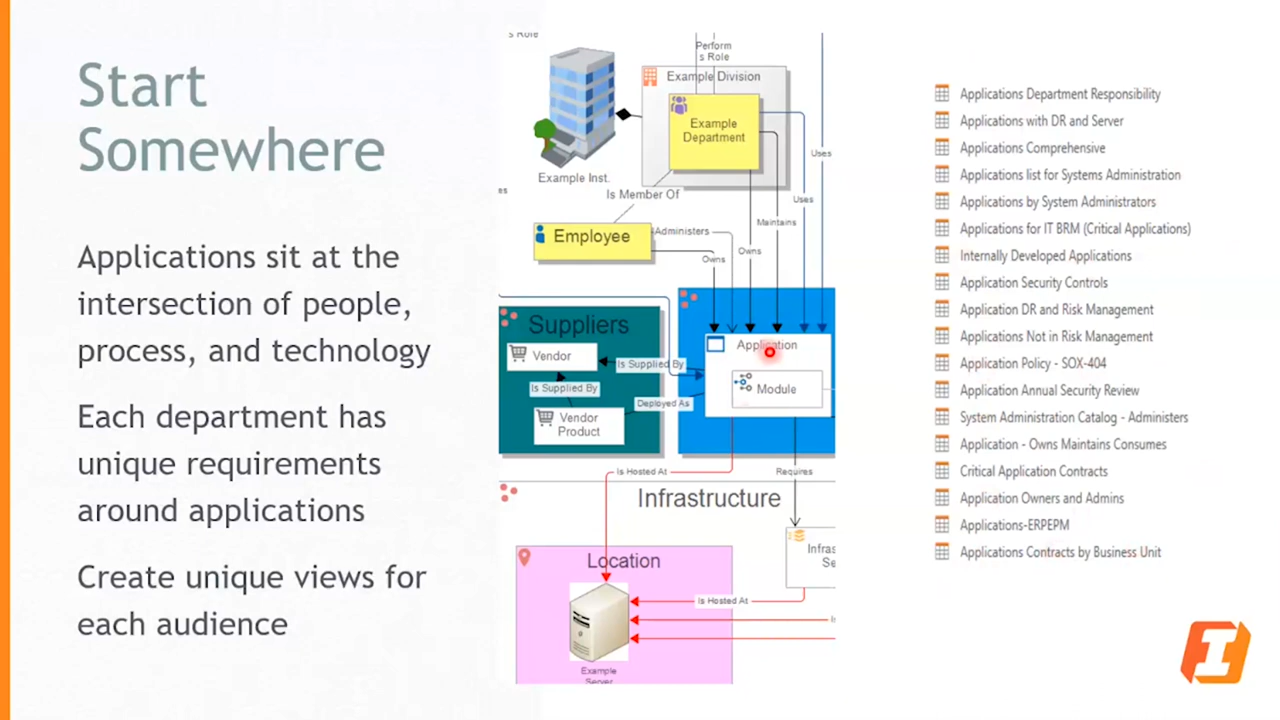 Start
Somewhere
Applications sit at the
intersection of people,
process, and technology
Each department has
unique requirements
around applications
Create unique views for
each audience
s Role
Perform
s Role
Example Division
Example
Department
Example Inst.
Uses
Is Member Of
Uses
Maintains
Employee
Administers
Owns
Owns
Suppliers
Vendor
Is Supplied By
Application
Is Supplied By
Module
Deployed As
Vendor
Product
Is Hosted At
Requires
Infrastructure
Location
Infras
Se
Is Hosted At
Example
Server
Applications Department Responsibility
Applications with DR and Server
Applications Comprehensive
Applications list for Systems Administration
Applications by System Administrators
Applications for IT BRM (Critical Applications)
Internally Developed Applications
Application Security Controls
Application DR and Risk Management
Applications Not in Risk Management
Application Policy - SOX-404
Application Annual Security Review
System Administration Catalog - Administers
Application - Owns Maintains Consumes
Critical Application Contracts
Application Owners and Admins
Applications-ERPEPM
Applications Contracts by Business Unit